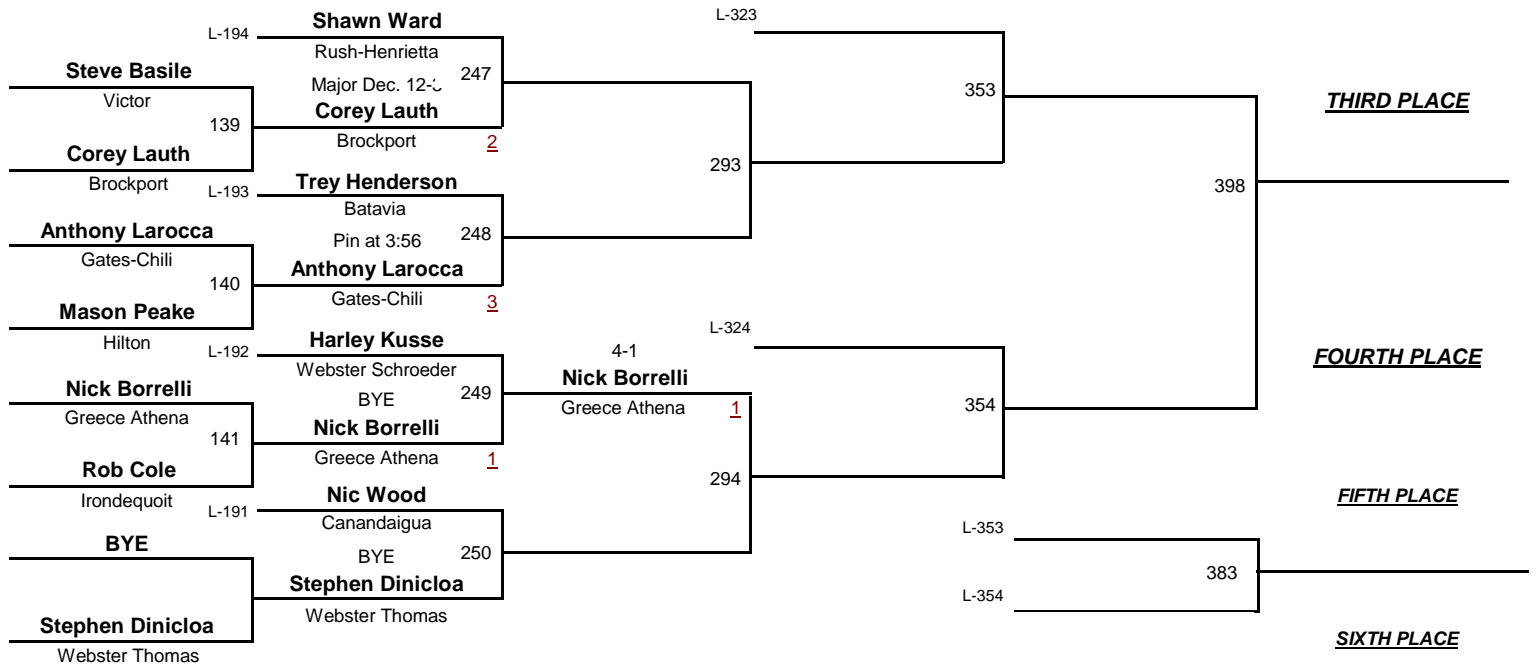 Shawn Ward
L-323
L-194
Rush-Henrietta
Steve Basile
247
Major Dec.
353
Victor
THIRD PLACE
Corey Lauth
139
Brockport
2
Corey Lauth
293
Brockport
L-193
Trey Henderson
398
Batavia
Anthony Larocca
248
Pin at 3:56
Gates-Chili
Anthony Larocca
140
Gates-Chili
3
Mason Peake
L-324
Hilton
Harley Kusse
L-192
4-1
FOURTH PLACE
Webster Schroeder
Nick Borrelli
Nick Borrelli
249
BYE
354
Greece Athena
1
Greece Athena
Nick Borrelli
141
Greece Athena
1
Rob Cole
294
Nic Wood
FIFTH PLACE
Irondequoit
L-191
Canandaigua
L-353
BYE
250
BYE
383
Stephen Dinicloa
L-354
Webster Thomas
Stephen Dinicloa
SIXTH PLACE
Webster Thomas